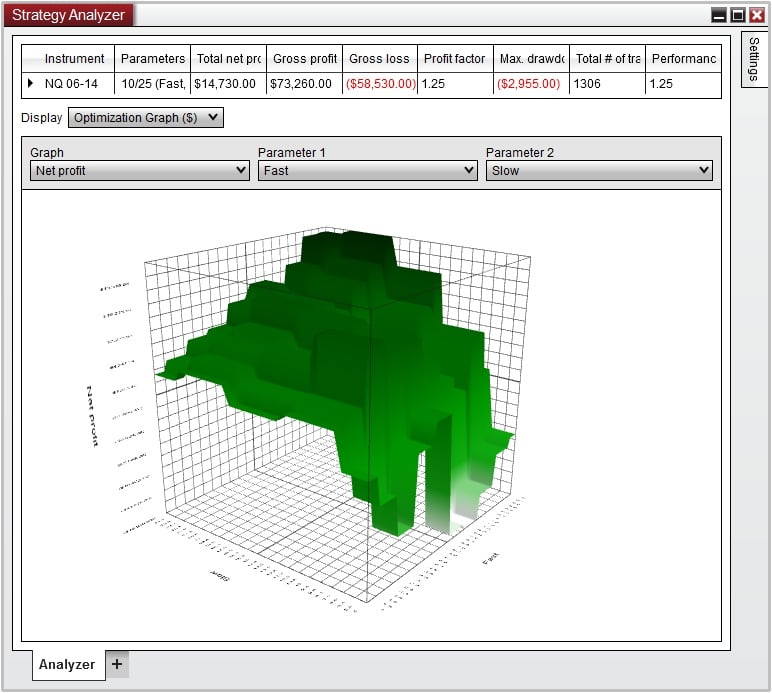 Strategy Analyzer
Settings
Instrument Parameters Total net prc Gross profit Gross loss Profit factor Max. drawdo Total # of tra Performanc
NQ 06-14 10/25 (Fast, $14,730.00 $73,260.00 ($58,530.00) 1.25 ($2,955.00) 1306 1.25
Display Optimization Graph ($)
Graph Parameter 1 Parameter 2
Net profit Fast Slow
Net profit
Slow
Fast
Analyzer +